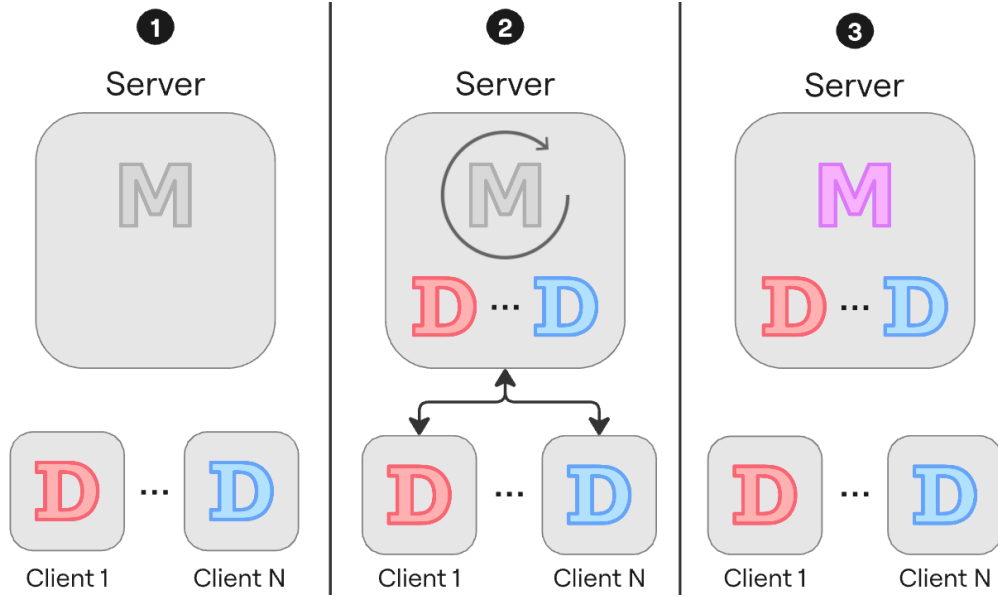 1
Server
M
D ... D
Client 1
Client N
2
Server
M
D ... D
D ... D
Client 1
Client N
3
Server
M
D ... D
D ... D
Client 1
Client N